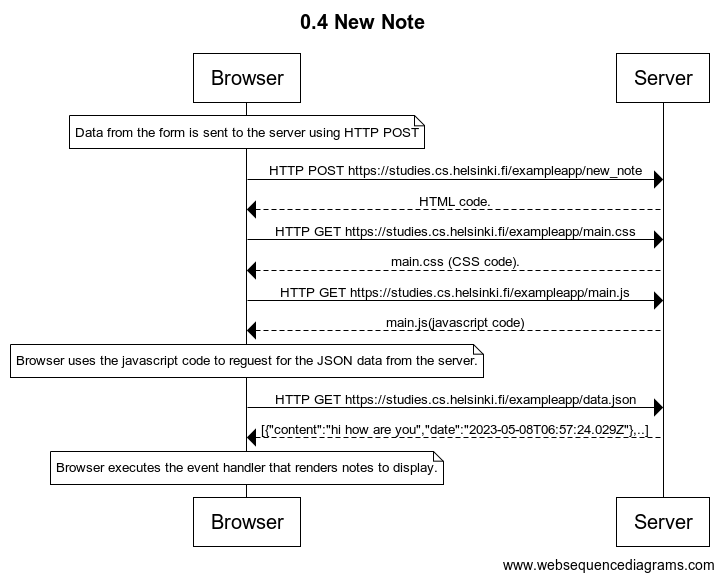 0.4 New Note
Browser
Server
Data from the form is sent to the server using HTTP POST
HTTP POST https://studies.cs.helsinki.fi/exampleapp/new_note
HTML code.
HTTP GET https://studies.cs.helsinki.fi/exampleapp/main.css
main.css (CSS code).
HTTP GET https://studies.cs.helsinki.fi/exampleapp/main.js
main.js(javascript code)
Browser uses the javascript code to reguest for the JSON data from the server.
HTTP GET https://studies.cs.helsinki.fi/exampleapp/data.json
[{"content":"hi how are you","date":"2023-05-08T06:57:24.029Z"},..]
Browser executes the event handler that renders notes to display.
Browser
Server
www.websequencediagrams.com